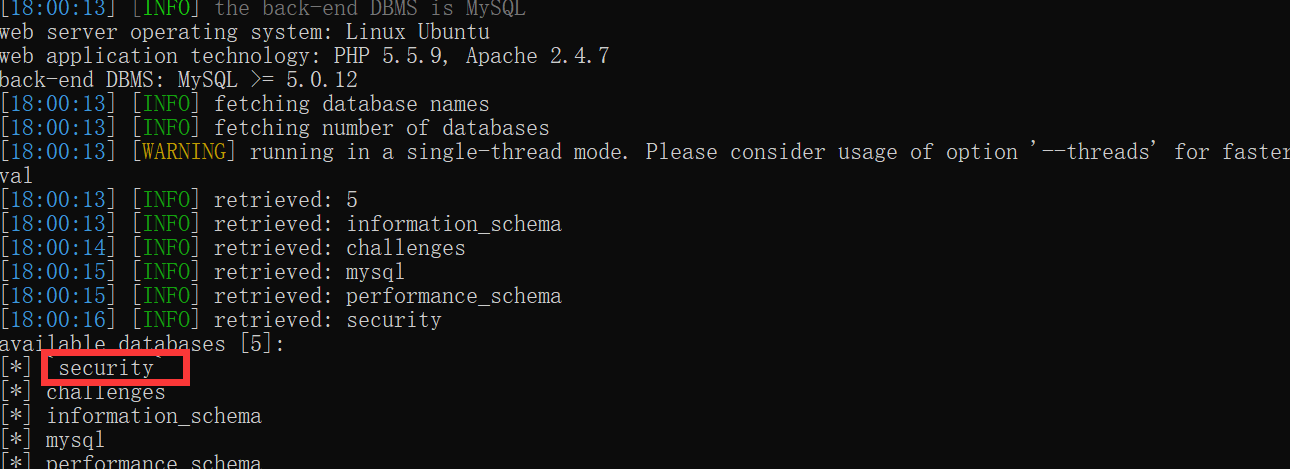 [18:00:13] [INFO] the back-end DBMS is MySQL
web server operating system: Linux Ubuntu
web application technology: PHP 5.5.9, Apache 2.4.7
back-end DBMS: MySQL >= 5.0.12
[18:00:13] [INFO] fetching database names
[18:00:13] [INFO] fetching number of databases
[18:00:13] [WARNING] running in a single-thread mode. Please consider usage of option '--threads' for faster
val
[18:00:13] [INFO] retrieved: 5
[18:00:13] [INFO] retrieved: information_schema
[18:00:14] [INFO] retrieved: challenges
[18:00:15] [INFO] retrieved: mysql
[18:00:15] [INFO] retrieved: performance_schema
[18:00:16] [INFO] retrieved: security
available databases [5]:
[*] `security`
[*] challenges
[*] information_schema
[*] mysql
[*] performance_schema